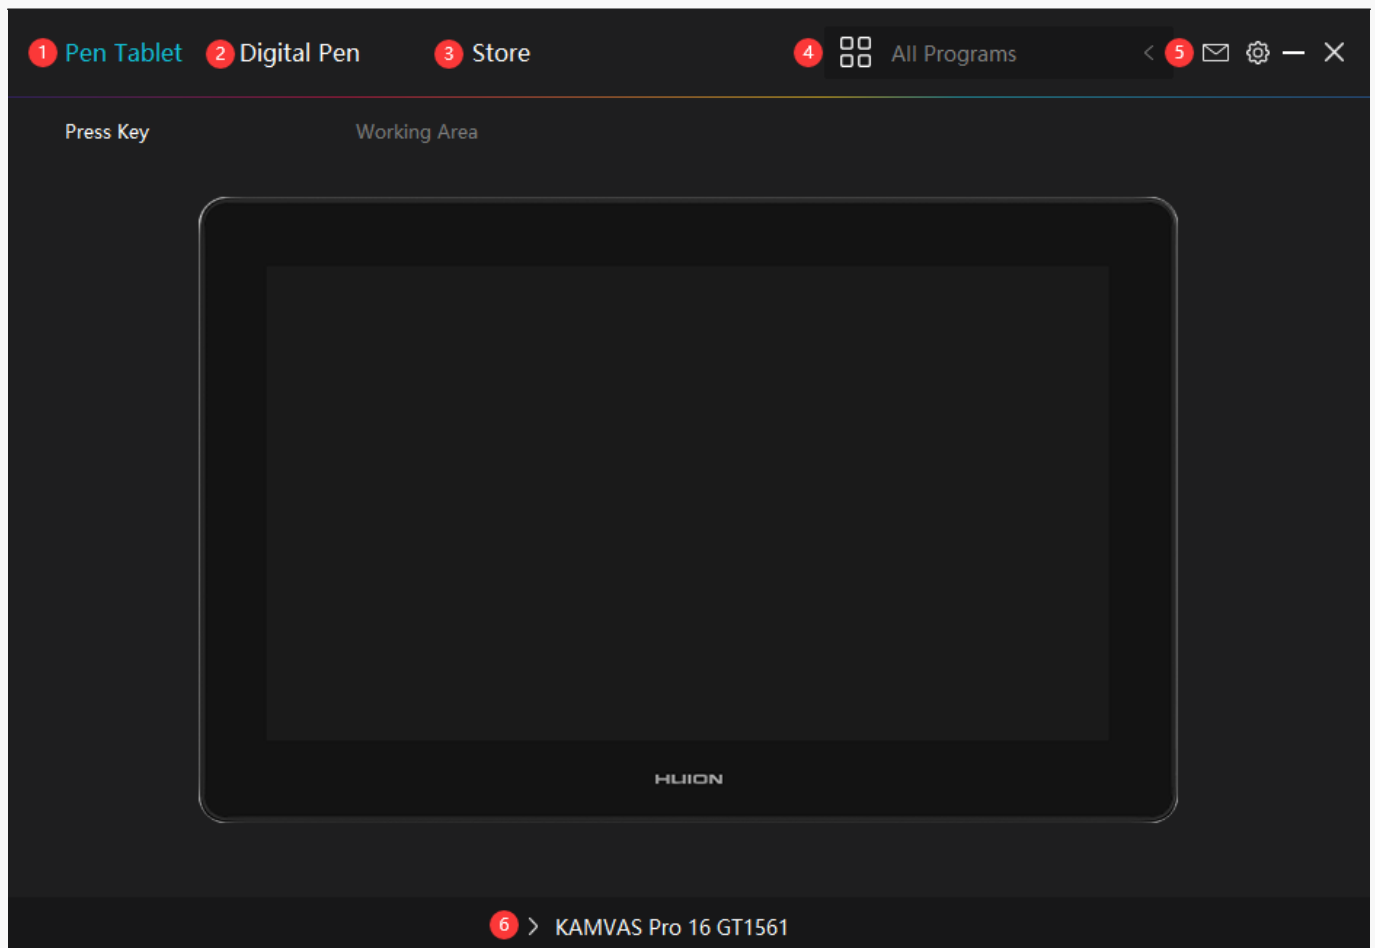 1 Pen Tablet 2 Digital Pen 3 Store 4 All Programs 5
Press Key Working Area
HUION
6 KAMVAS Pro 16 GT1561